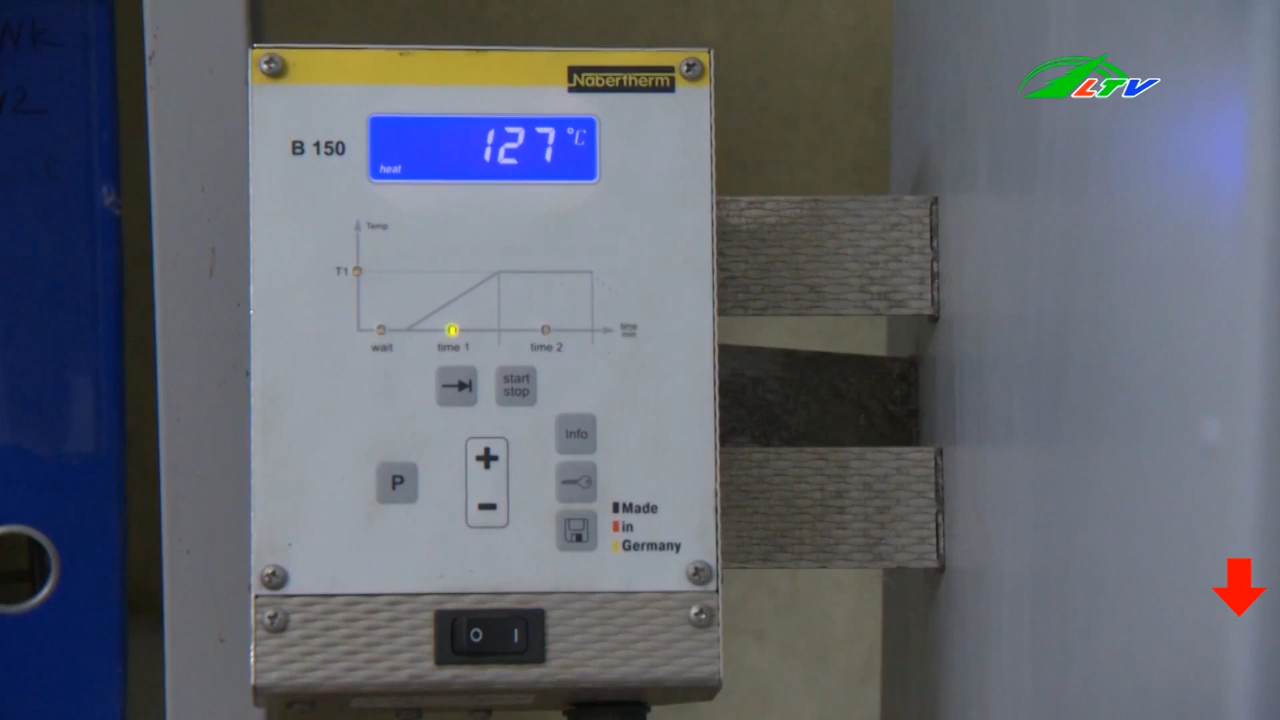 Nabertherm
LTV
B 150
127 °C
heat
Temp
T1
time
min
wait
time 1
time 2
start
stop
Info
P
+
-
Made
in
Germany
O I